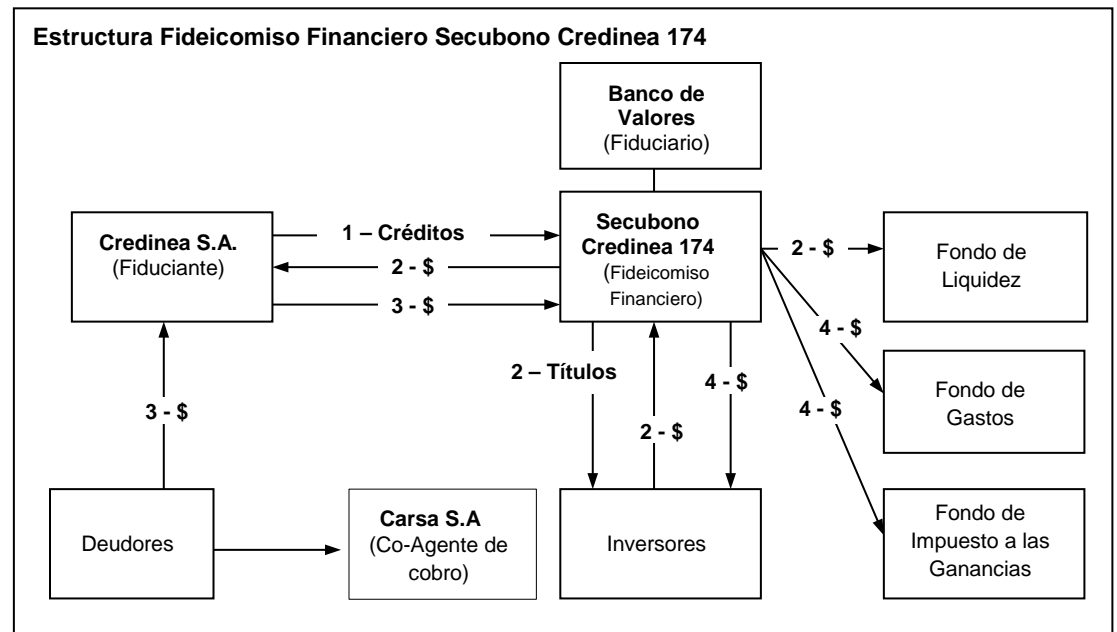 Estructura Fideicomiso Financiero Secubono Credinea 174
Banco de
Valores
(Fiduciario)
Credinea S.A.
(Fiduciante)
1 – Créditos
2 - $
3 - $
Secubono
Credinea 174
(Fideicomiso
Financiero)
2 - $
Fondo de
Liquidez
4 - $
Fondo de
Gastos
4 - $
2 – Títulos
4 - $
3 - $
2 - $
Deudores
Carsa S.A
(Co-Agente de
cobro)
Inversores
Fondo de
Impuesto a las
Ganancias